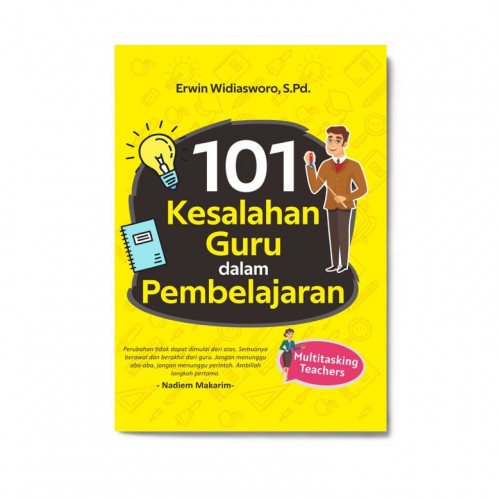 Erwin Widiasworo, S.Pd.
101
Kesalahan
Guru
dalam
Pembelajaran
Perubahan tidak dapat dimulai dari atas. Semuanya
berawal dan berakhir dari guru. Jangan menunggu
aba-aba, jangan menunggu perintah. Ambillah
langkah pertama.
- Nadiem Makarim-
Multitasking
Teachers